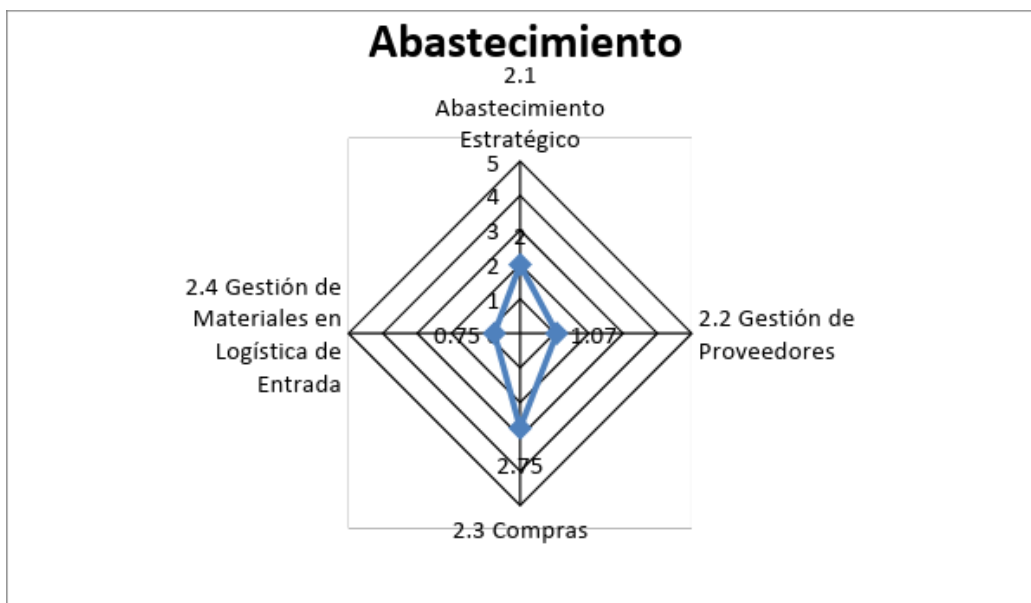 Abastecimiento
2.1
Abastecimiento
Estratégico
5
4
3
2
2
1
2.4 Gestión de
Materiales en
Logística de
Entrada
0.75
1.07
2.2 Gestión de
Proveedores
2.75
2.3 Compras